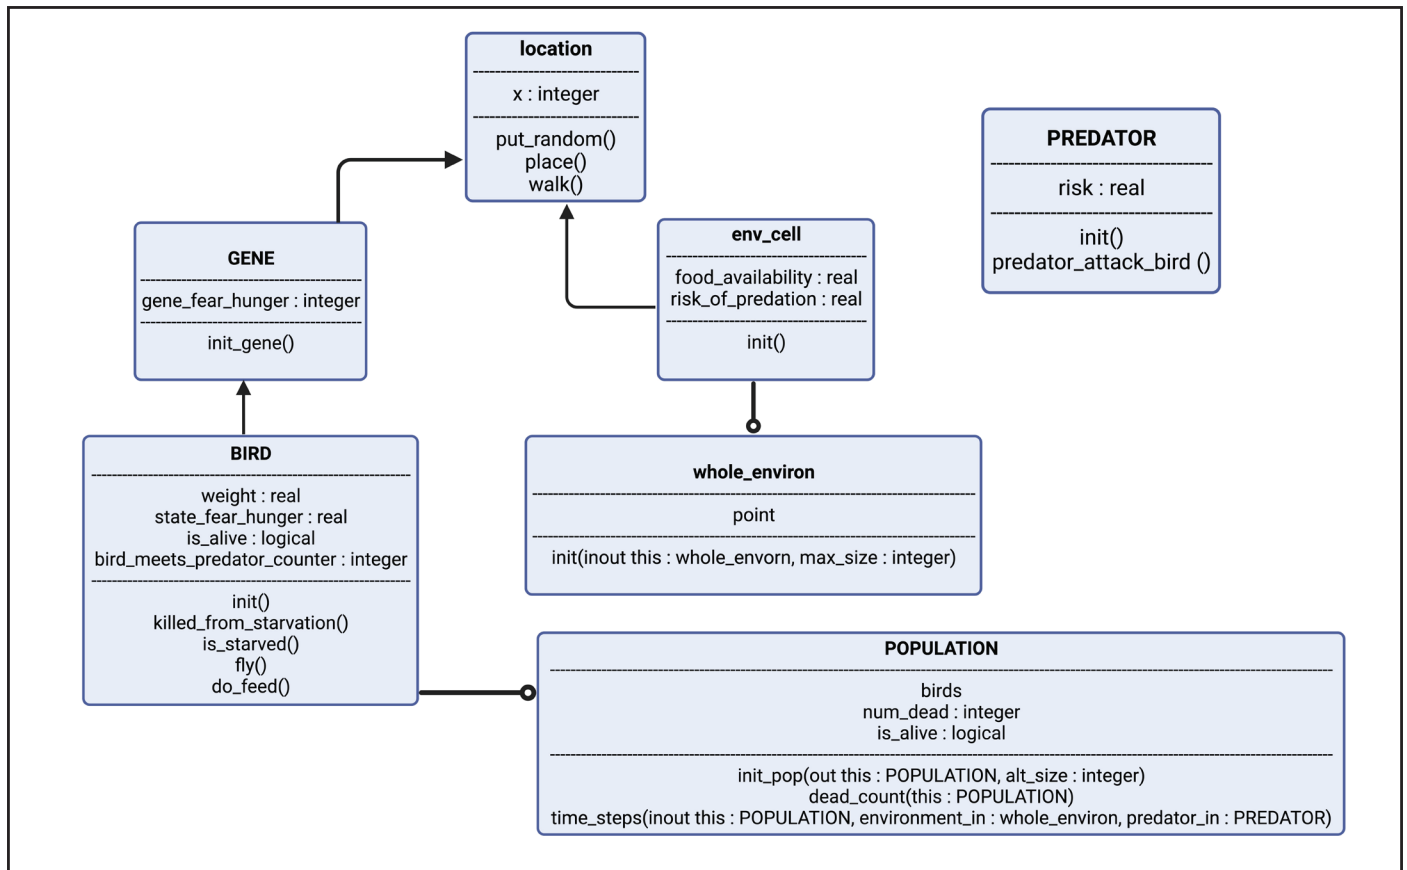 location
x : integer
put_random()
place()
walk()
PREDATOR
risk : real
init()
predator_attack_bird ()
GENE
gene_fear_hunger : integer
init_gene()
env_cell
food_availability : real
risk_of_predation : real
init()
BIRD
weight : real
state_fear_hunger : real
is_alive : logical
bird_meets_predator_counter : integer
init()
killed_from_starvation()
is_starved()
fly()
do_feed()
whole_environ
point
init(inout this : whole_envorn, max_size : integer)
POPULATION
birds
num_dead : integer
is_alive : logical
init_pop(out this : POPULATION, alt_size : integer)
dead_count(this : POPULATION)
time_steps(inout this : POPULATION, environment_in : whole_environ, predator_in : PREDATOR)